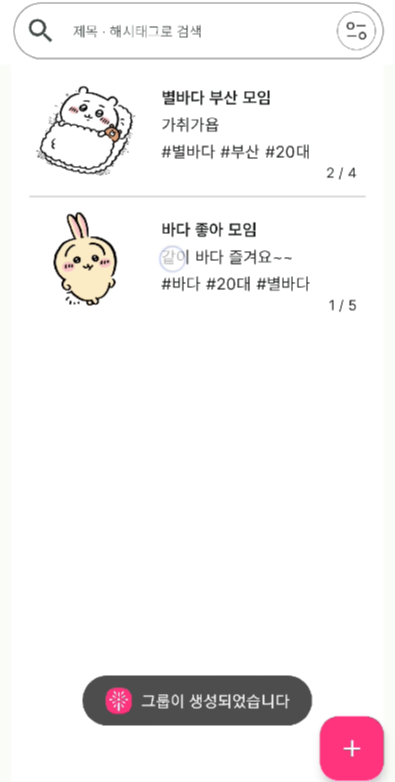 제목 · 해시태그로 검색
별바다 부산 모임
가취가욥
#별바다 #부산 #20대
2 / 4
바다 좋아 모임
같이 바다 즐겨요~~
#바다 #20대 #별바다
1 / 5
그룹이 생성되었습니다
+